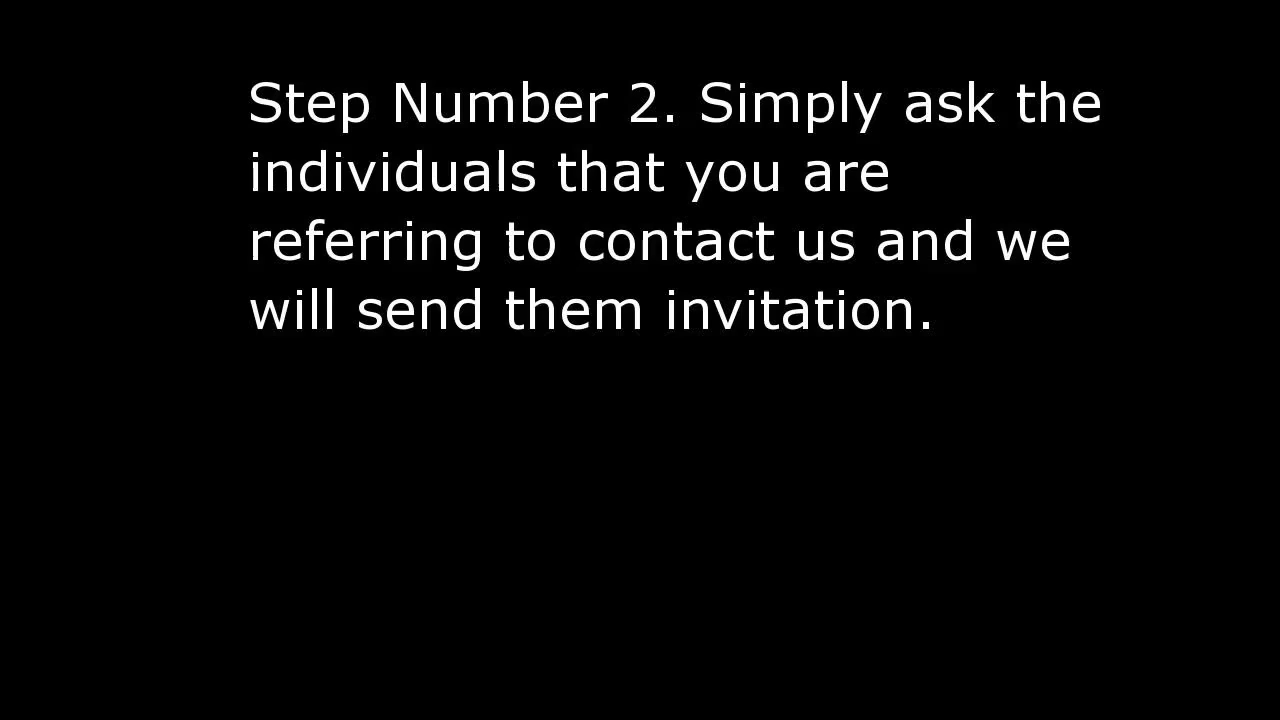 Step Number 2. Simply ask the
individuals that you are
referring to contact us and we
will send them invitation.